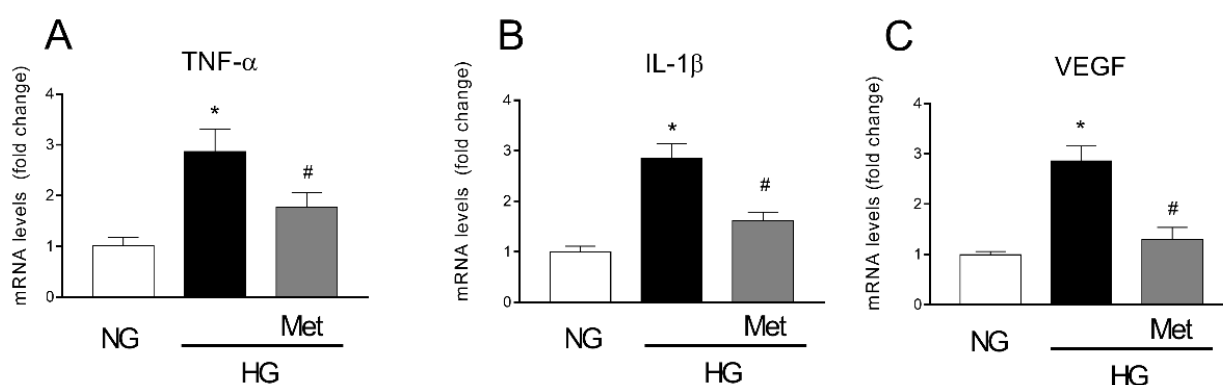 A
TNF-α
mRNA levels (fold change)
4
3
2
1
0
*
#
NG
Met
HG
B
IL-1β
mRNA levels (fold change)
4
3
2
1
0
*
#
NG
Met
HG
C
VEGF
mRNA levels (fold change)
4
3
2
1
0
*
#
NG
Met
HG